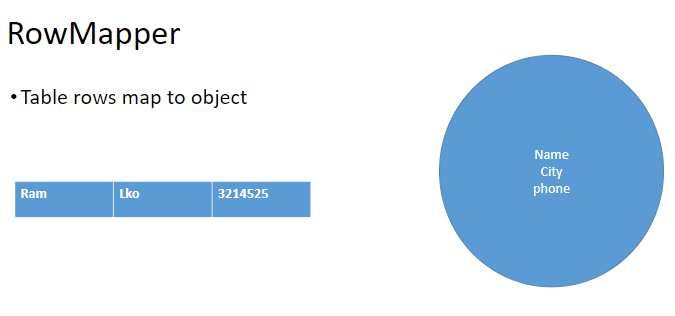 RowMapper
• Table rows map to object
Ram Lko 3214525
Name
City
phone